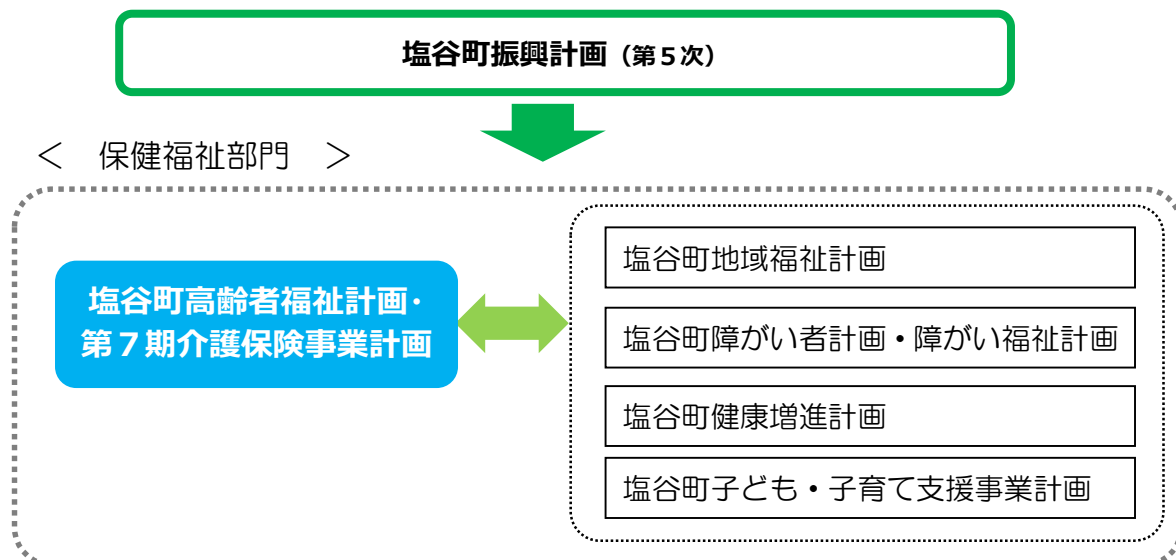 塩谷町振興計画（第５次）
＜　保健福祉部門　＞
塩谷町高齢者福祉計画・
第７期介護保険事業計画
塩谷町地域福祉計画
塩谷町障がい者計画・障がい福祉計画
塩谷町健康増進計画
塩谷町子ども・子育て支援事業計画